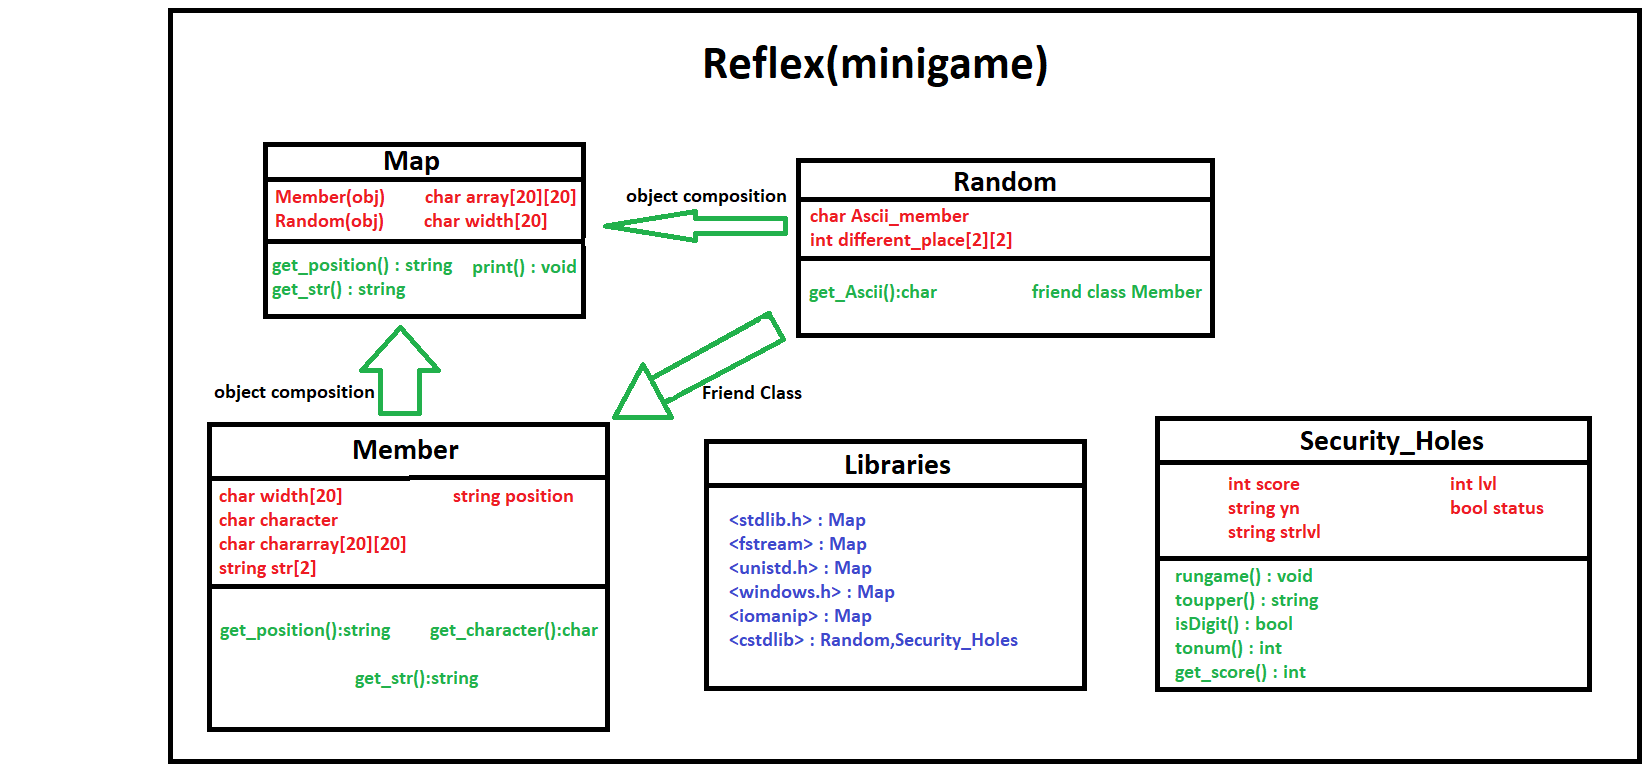 Reflex(minigame)
Map
Member(obj) char array[20][20]
Random(obj) char width[20]
get_position() : string print() : void
get_str() : string
object composition
Random
char Ascii_member
int different_place[2][2]
get_Ascii():char friend class Member
object composition
Friend Class
Member
char width[20] string position
char character
char chararray[20][20]
string str[2]
get_position():string get_character():char
get_str():string
Libraries
<stdlib.h> : Map
<fstream> : Map
<unistd.h> : Map
<windows.h> : Map
<iomanip> : Map
<cstdlib> : Random,Security_Holes
Security_Holes
int score int lvl
string yn bool status
string strlvl
rungame() : void
toupper() : string
isDigit() : bool
tonum() : int
get_score() : int